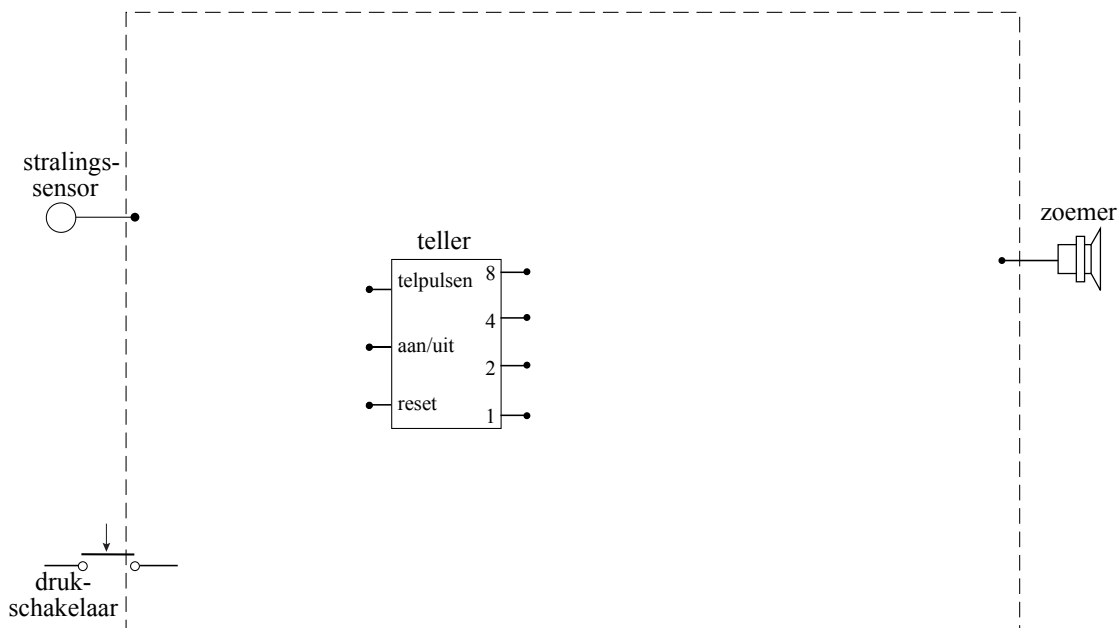 stralings-
sensor
zoemer
teller
telpulsen 8
4
aan/uit
2
reset
1
druk-
schakelaar